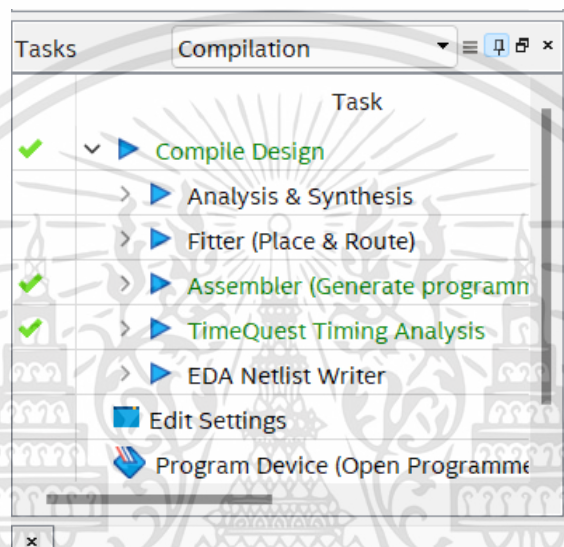 Tasks Compilation
Task
Compile Design
Analysis & Synthesis
Fitter (Place & Route)
Assembler (Generate programm
TimeQuest Timing Analysis
EDA Netlist Writer
Edit Settings
Program Device (Open Programme